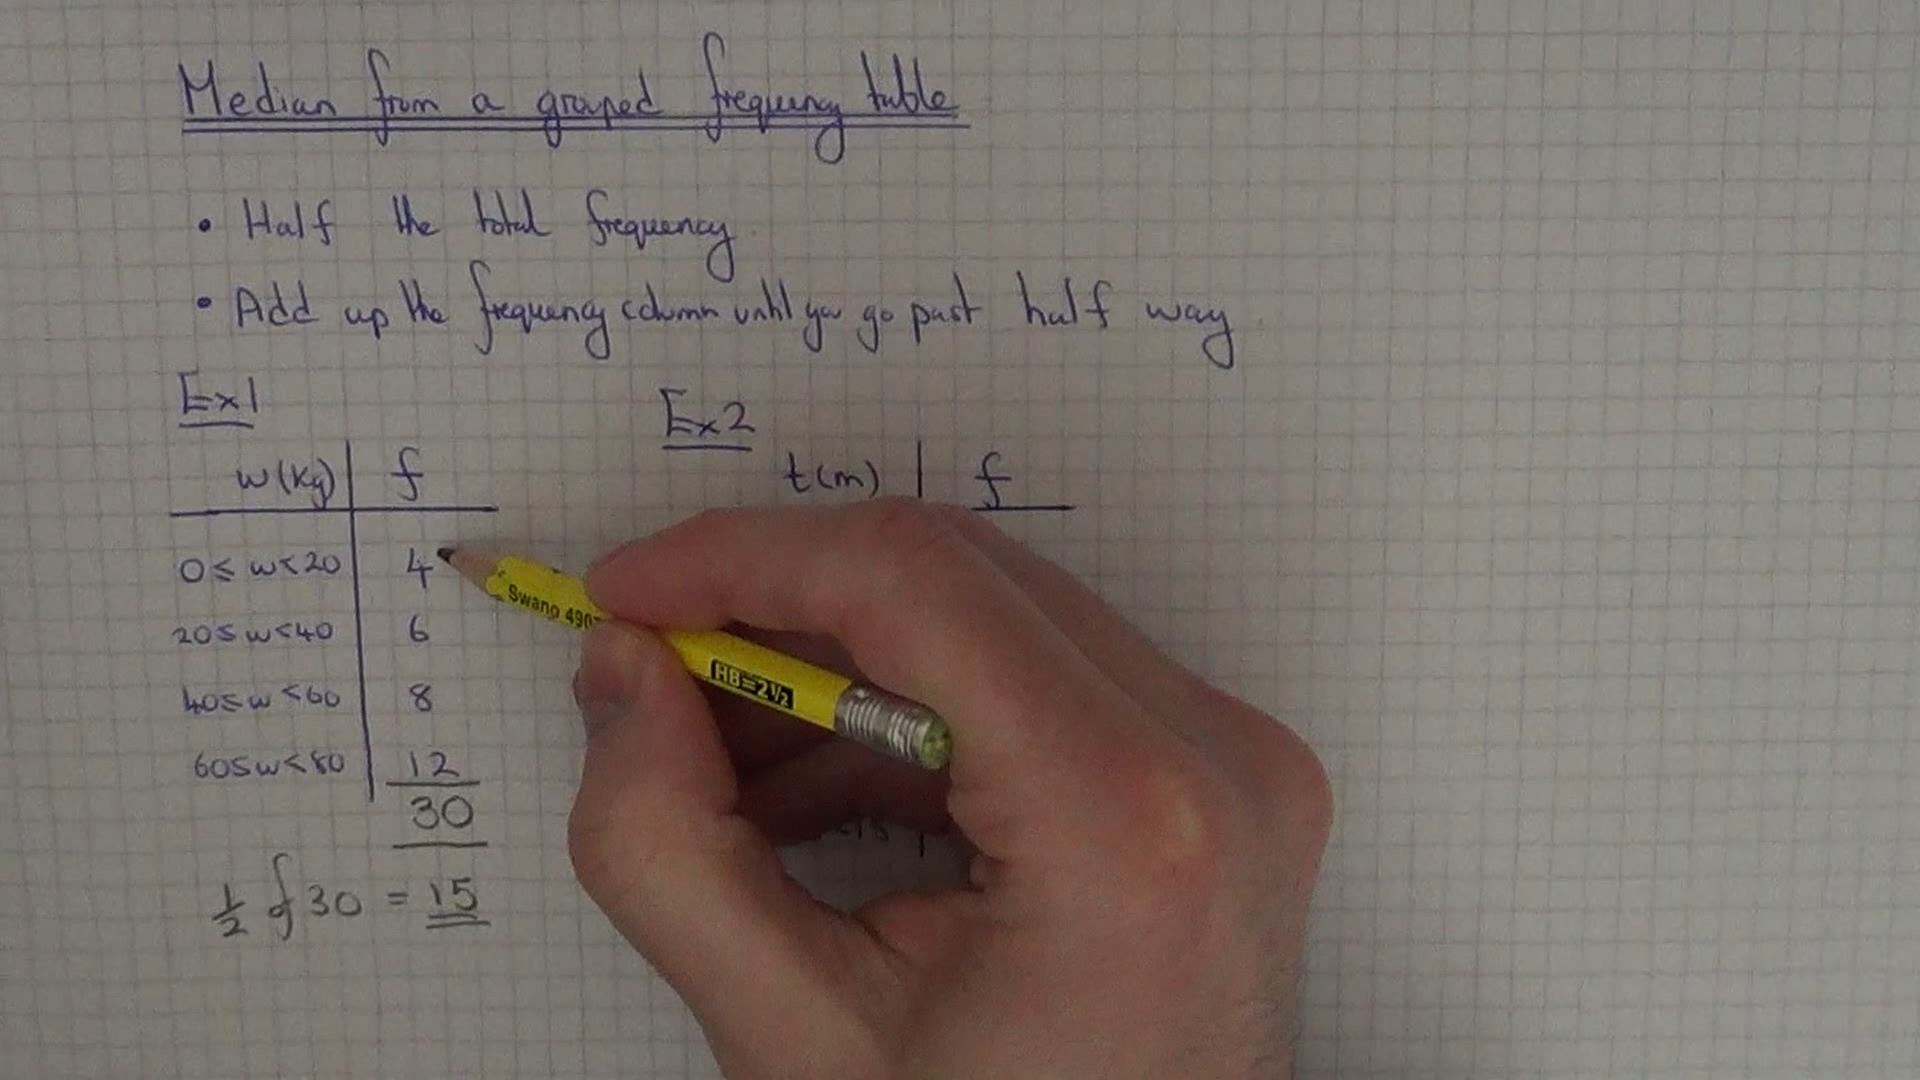 Median from a grouped frequency table
• Half the total frequency.
• Add up the frequency column until you go past half way.
Ex1
w(Kg) f
0≤w<20 4
20≤w<40 6
40≤w<60 8
60≤w<80 12
30
1/2 of 30 = 15
Ex2
t(m) f
Swano 490
HB=2½